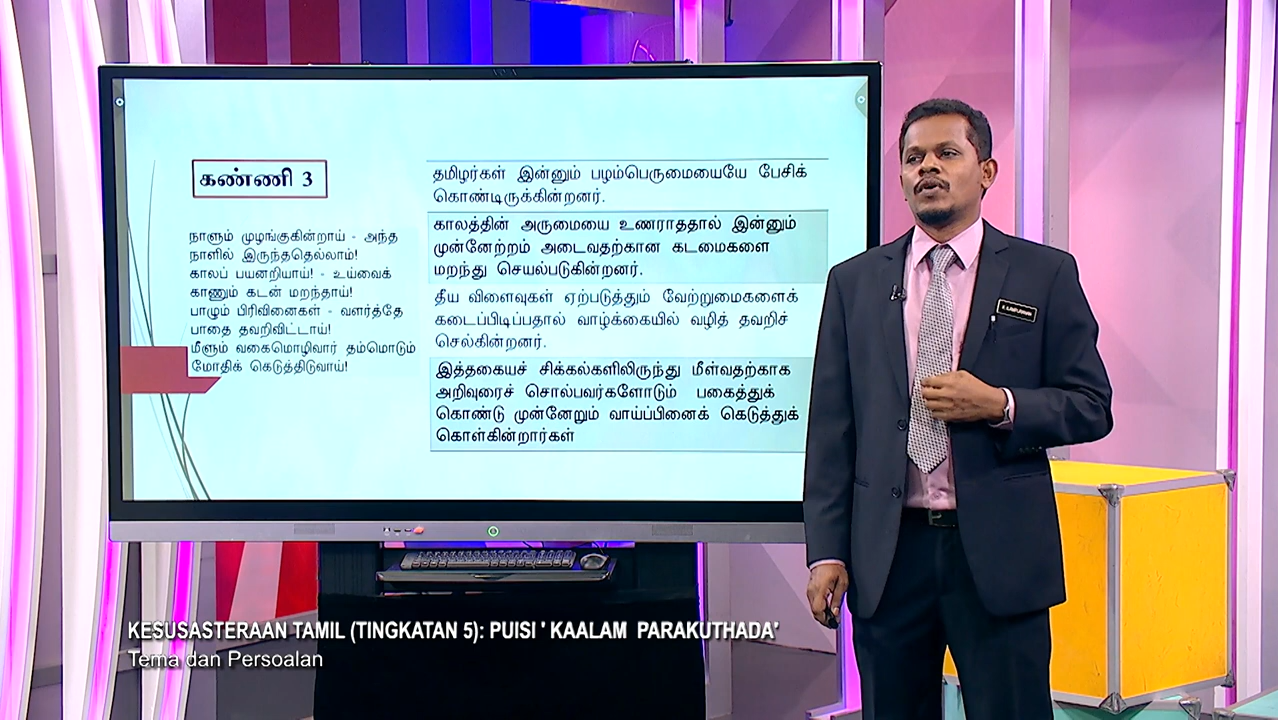 கண்ணி 3
நாளும் முழங்குகின்றாய் - அந்த
நாளில் இருந்ததெல்லாம்!
காலப் பயனறியாய்! - உய்வைக்
காணும் கடன் மறந்தாய்!
பாழும் பிரிவினைகள் - வளர்த்தே
பாதை தவறிவிட்டாய்!
மீளும் வகைமொழிவார் தம்மொடும்
மோதிக் கெடுத்திடுவாய்!
தமிழர்கள் இன்னும் பழம்பெருமையையே பேசிக்
கொண்டிருக்கின்றனர்.
காலத்தின் அருமையை உணராததால் இன்னும்
முன்னேற்றம் அடைவதற்கான கடமைகளை
மறந்து செயல்படுகின்றனர்.
தீய விளைவுகள் ஏற்படுத்தும் வேற்றுமைகளைக்
கடைப்பிடிப்பதால் வாழ்க்கையில் வழித் தவறிச்
செல்கின்றனர்.
இத்தகையச் சிக்கல்களிலிருந்து மீள்வதற்காக
அறிவுரைச் சொல்பவர்களோடும் பகைத்துக்
கொண்டு முன்னேறும் வாய்ப்பினைக் கெடுத்துக்
கொள்கின்றார்கள்
KESUSASTERAAN TAMIL (TINGKATAN 5): PUISI ' KAALAM PARAKUTHADA'
Tema dan Persoalan